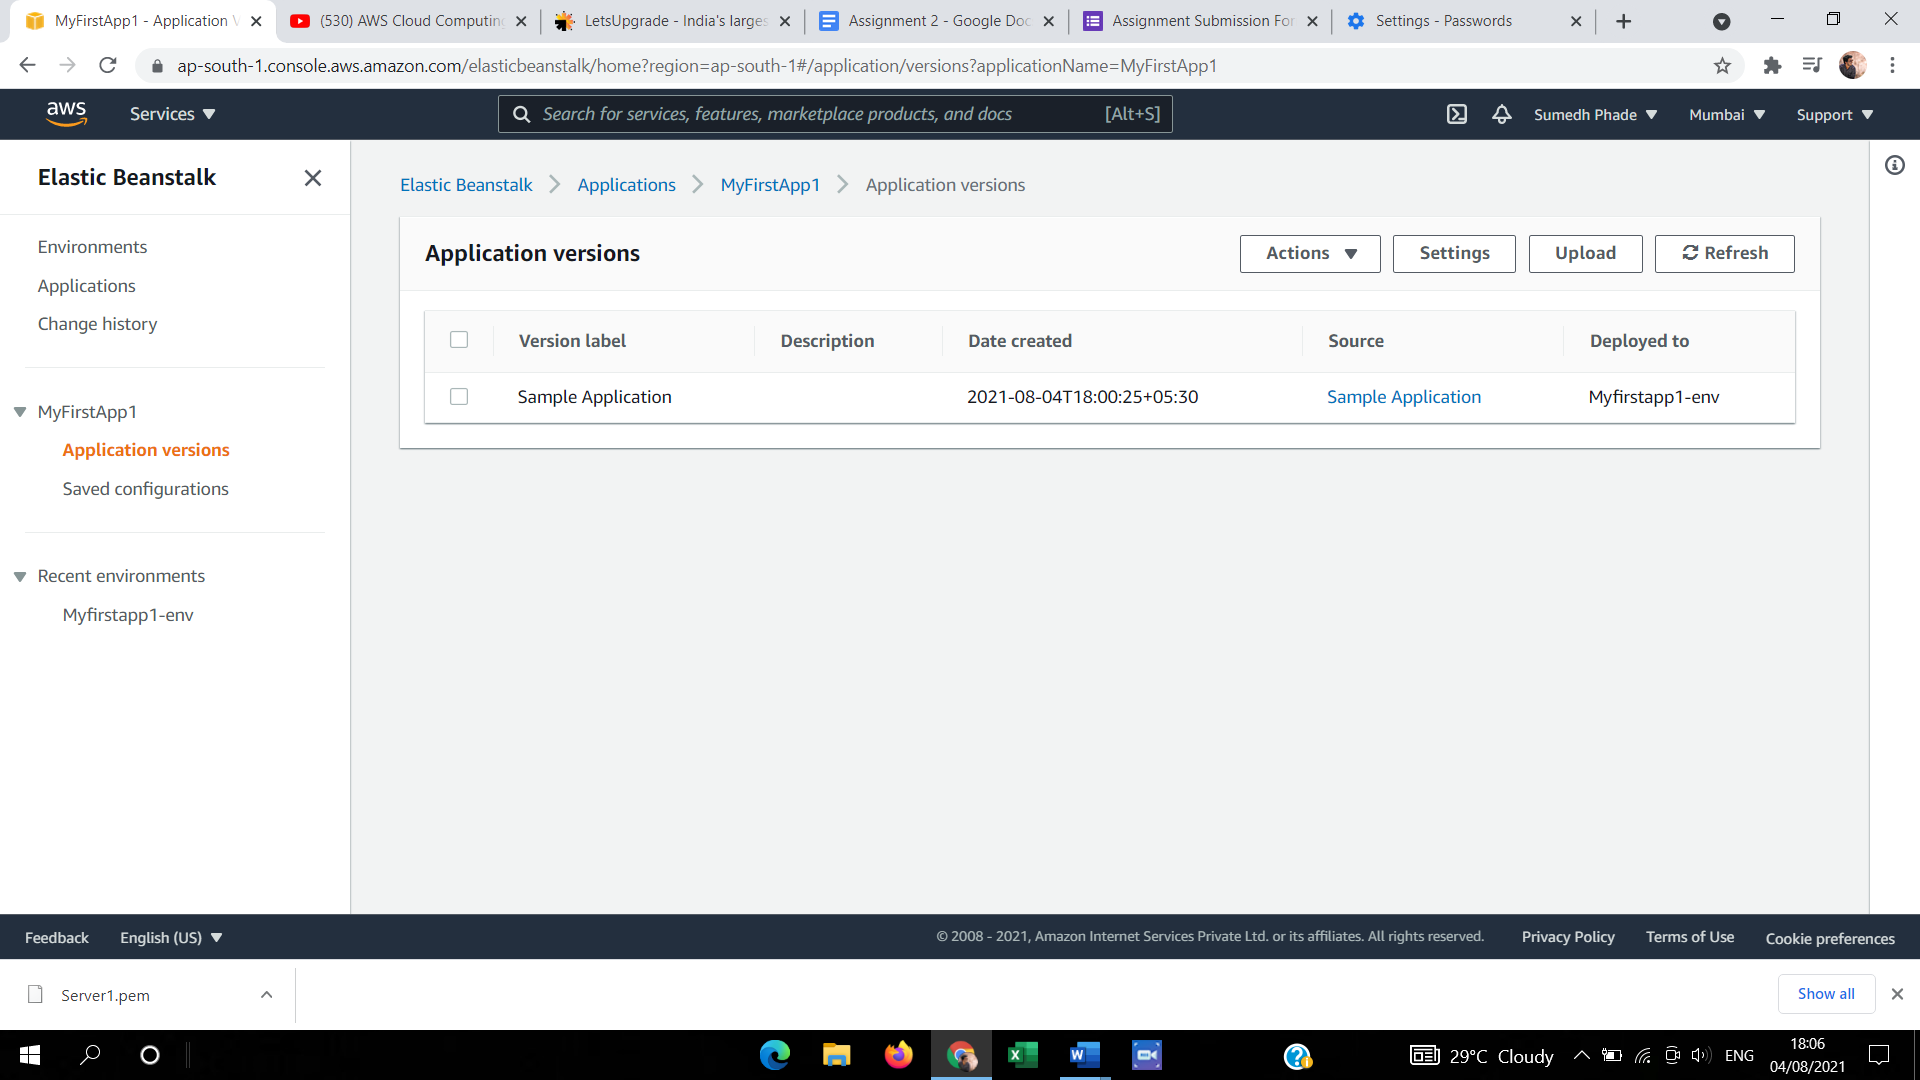 MyFirstApp1 - Application V
(530) AWS Cloud Computing
LetsUpgrade - India's larges
Assignment 2 - Google Doc
Assignment Submission For
Settings - Passwords
ap-south-1.console.aws.amazon.com/elasticbeanstalk/home?region=ap-south-1#/application/versions?applicationName=MyFirstApp1
aws
Services
Search for services, features, marketplace products, and docs
[Alt+S]
Sumedh Phade
Mumbai
Support
Elastic Beanstalk
Environments
Applications
Change history
MyFirstApp1
Application versions
Saved configurations
Recent environments
Myfirstapp1-env
Elastic Beanstalk
Applications
MyFirstApp1
Application versions
Application versions
Actions
Settings
Upload
Refresh
Version label
Description
Date created
Source
Deployed to
Sample Application
2021-08-04T18:00:25+05:30
Sample Application
Myfirstapp1-env
Feedback
English (US)
© 2008 - 2021, Amazon Internet Services Private Ltd. or its affiliates. All rights reserved.
Privacy Policy
Terms of Use
Cookie preferences
Server1.pem
Show all
29°C Cloudy
ENG
18:06
04/08/2021